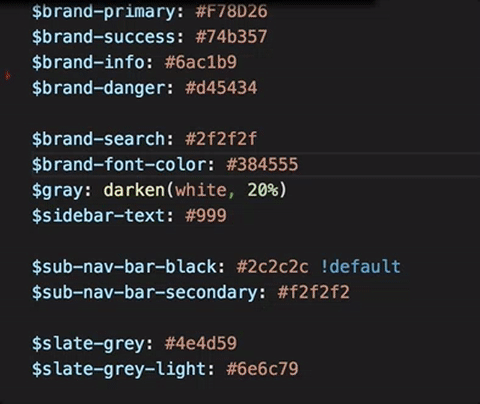 $brand-primary: #F78D26
$brand-success: #74b357
$brand-info: #6ac1b9
$brand-danger: #d45434
$brand-search: #2f2f2f
$brand-font-color: #384555
$gray: darken(white, 20%)
$sidebar-text: #999
$sub-nav-bar-black: #2c2c2c !default
$sub-nav-bar-secondary: #f2f2f2
$slate-grey: #4e4d59
$slate-grey-light: #6e6c79